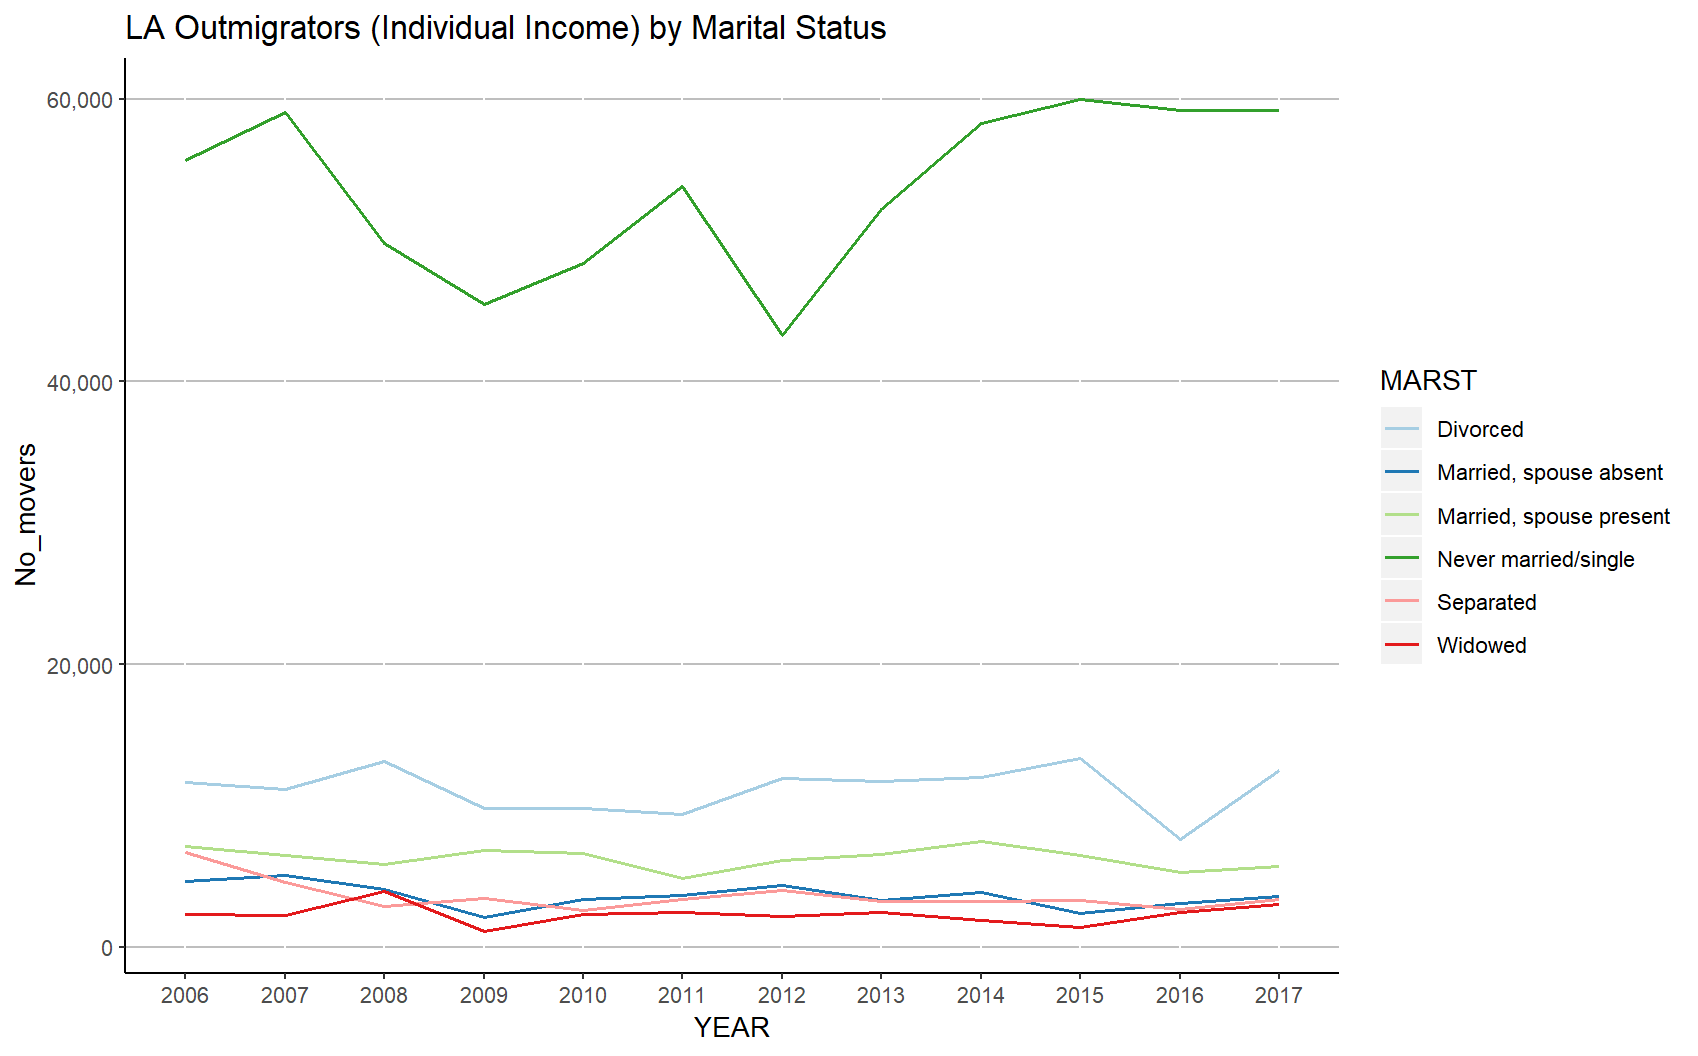 LA Outmigrators (Individual Income) by Marital Status
60,000
40,000
20,000
0
No_movers
2006 2007 2008 2009 2010 2011 2012 2013 2014 2015 2016 2017
YEAR
MARST
Divorced
Married, spouse absent
Married, spouse present
Never married/single
Separated
Widowed